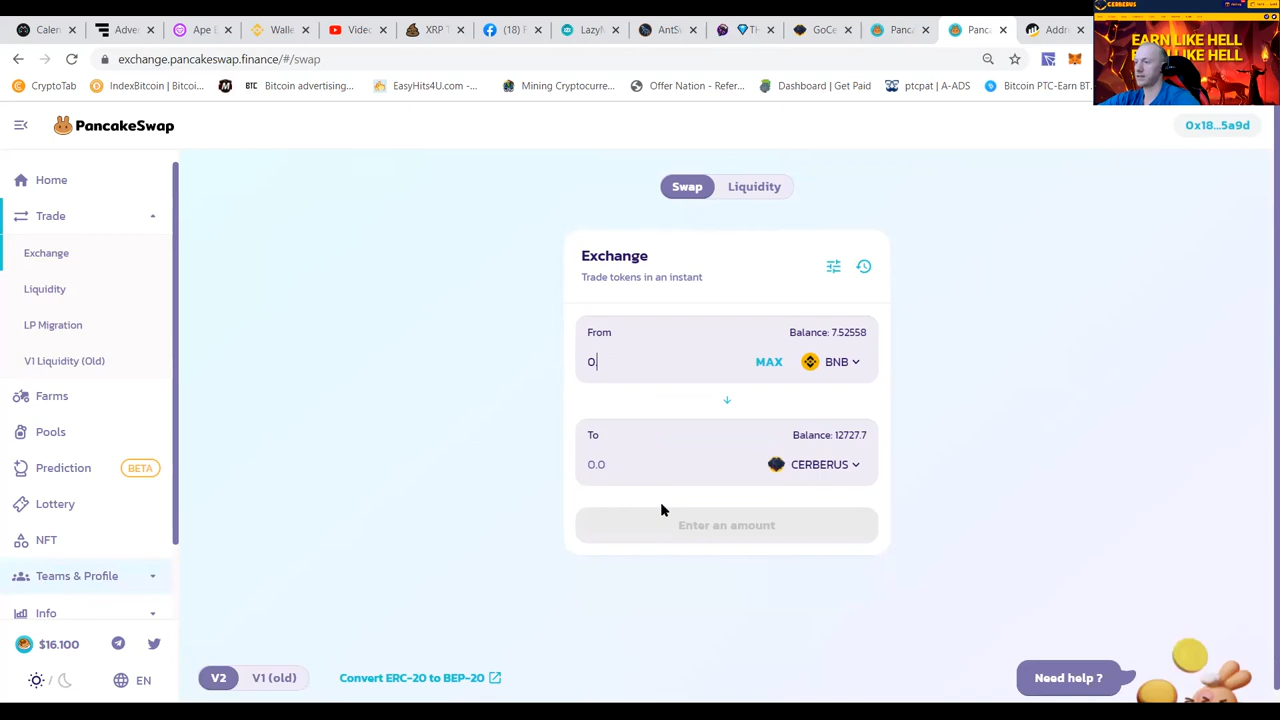 CERBERUS
EARN LIKE HELL
Calen
Adver
Ape E
Walle
Video
XRP
(18) F
Lazyl
AntS
GoCe
Panc
Panca
Addr
exchange.pancakeswap.finance/#/swap
CryptoTab
IndexBitcoin | Bitcoi...
Bitcoin advertising...
EasyHits4U.com -...
Mining Cryptocurre...
Offer Nation - Refer...
Dashboard | Get Paid
ptcpat | A-ADS
Bitcoin PTC-Earn BT...
PancakeSwap
0x18...5a9d
Home
Trade
Exchange
Liquidity
LP Migration
V1 Liquidity (Old)
Farms
Pools
Prediction
BETA
Lottery
NFT
Teams & Profile
Info
$16.100
EN
Swap
Liquidity
Exchange
Trade tokens in an instant
From
Balance: 7.52558
0
MAX
BNB
To
Balance: 12727.7
0.0
CERBERUS
Enter an amount
V2
V1 (old)
Convert ERC-20 to BEP-20
Need help ?